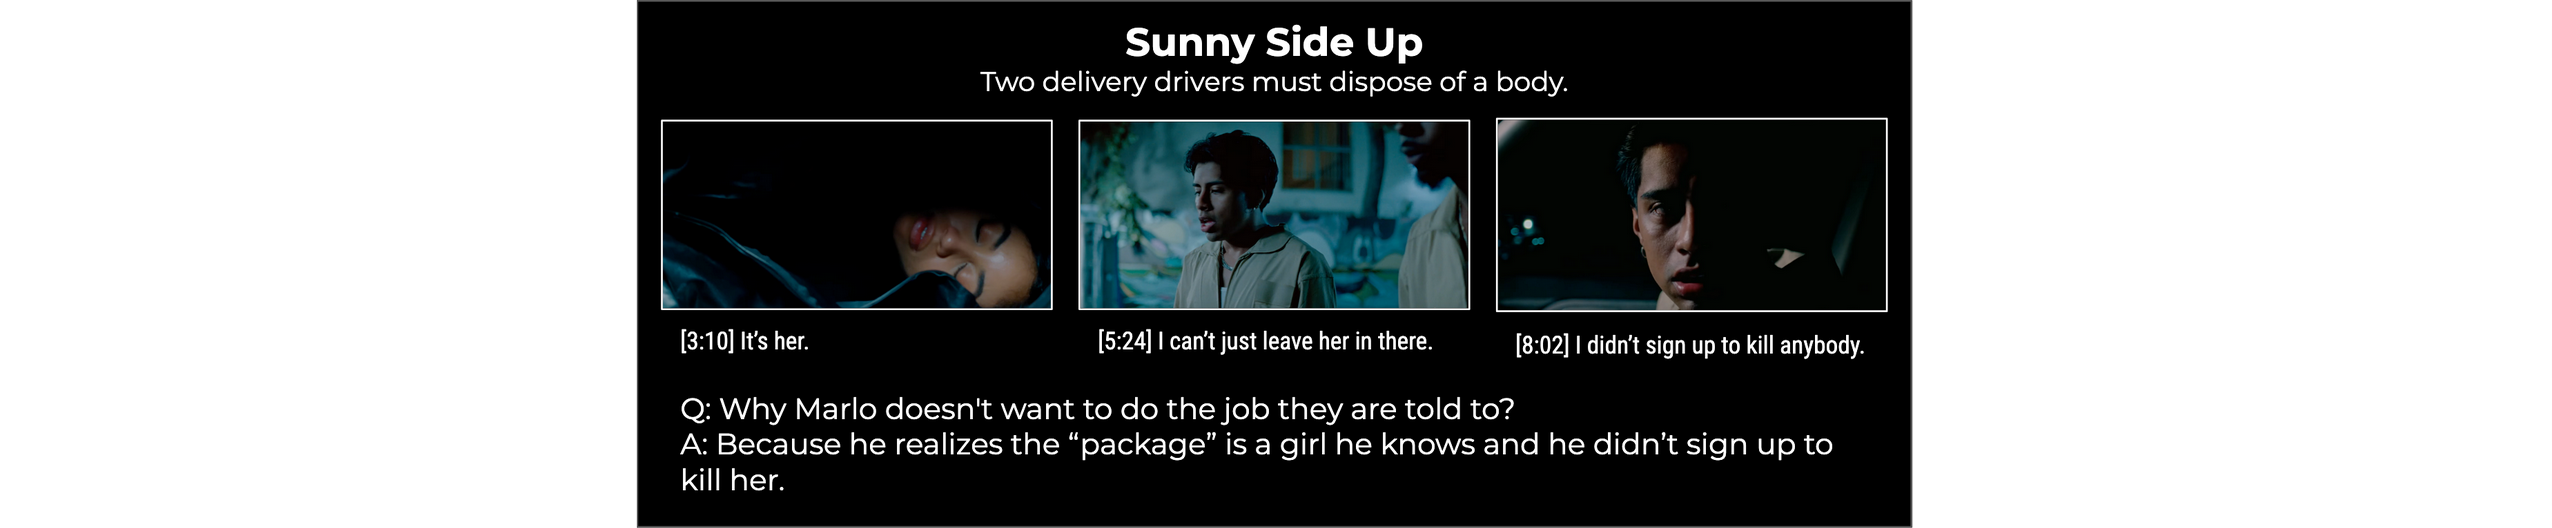 Sunny Side Up
Two delivery drivers must dispose of a body.
[3:10] It’s her.
[5:24] I can’t just leave her in there.
[8:02] I didn’t sign up to kill anybody.
Q: Why Marlo doesn't want to do the job they are told to?
A: Because he realizes the “package” is a girl he knows and he didn’t sign up to
kill her.